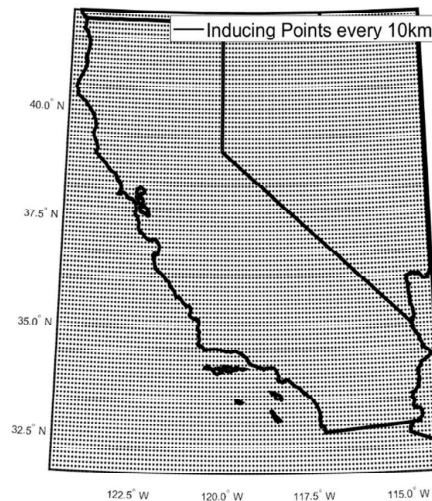 Inducing Points every 10km
40.0° N
37.5° N
35.0° N
32.5° N
122.5° W
120.0° W
117.5° W
115.0° W